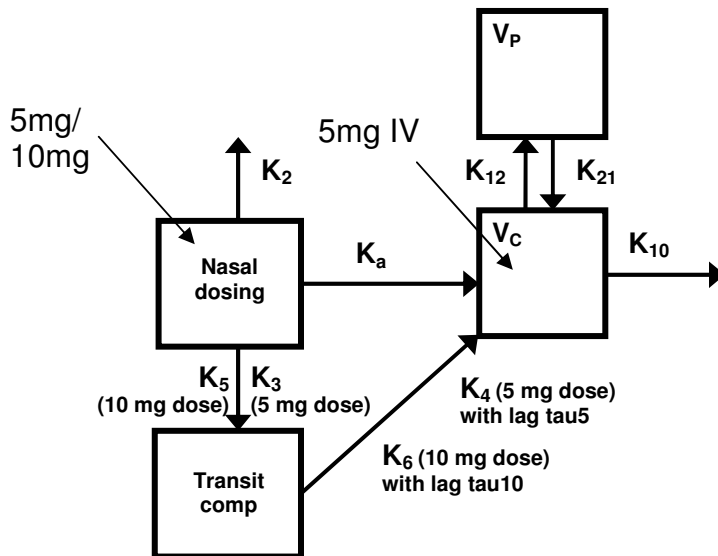 V_P
5mg/
10mg
5mg IV
K_2
K_12
K_21
V_C
Nasal
dosing
K_a
K_10
K_5 K_3
(10 mg dose) (5 mg dose)
K_4 (5 mg dose)
with lag tau5
K_6 (10 mg dose)
with lag tau10
Transit
comp